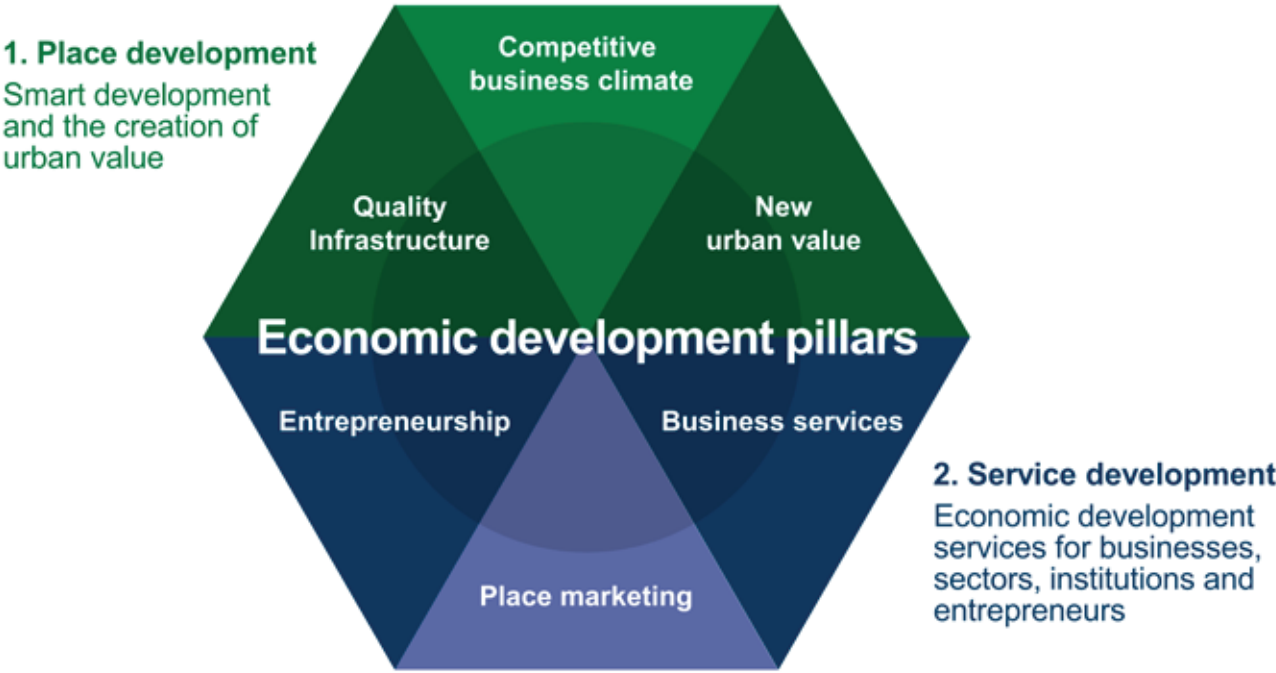 1. Place development
Smart development
and the creation of
urban value
Competitive
business climate
Quality
Infrastructure
New
urban value
Economic development pillars
Entrepreneurship
Business services
Place marketing
2. Service development
Economic development
services for businesses,
sectors, institutions and
entrepreneurs